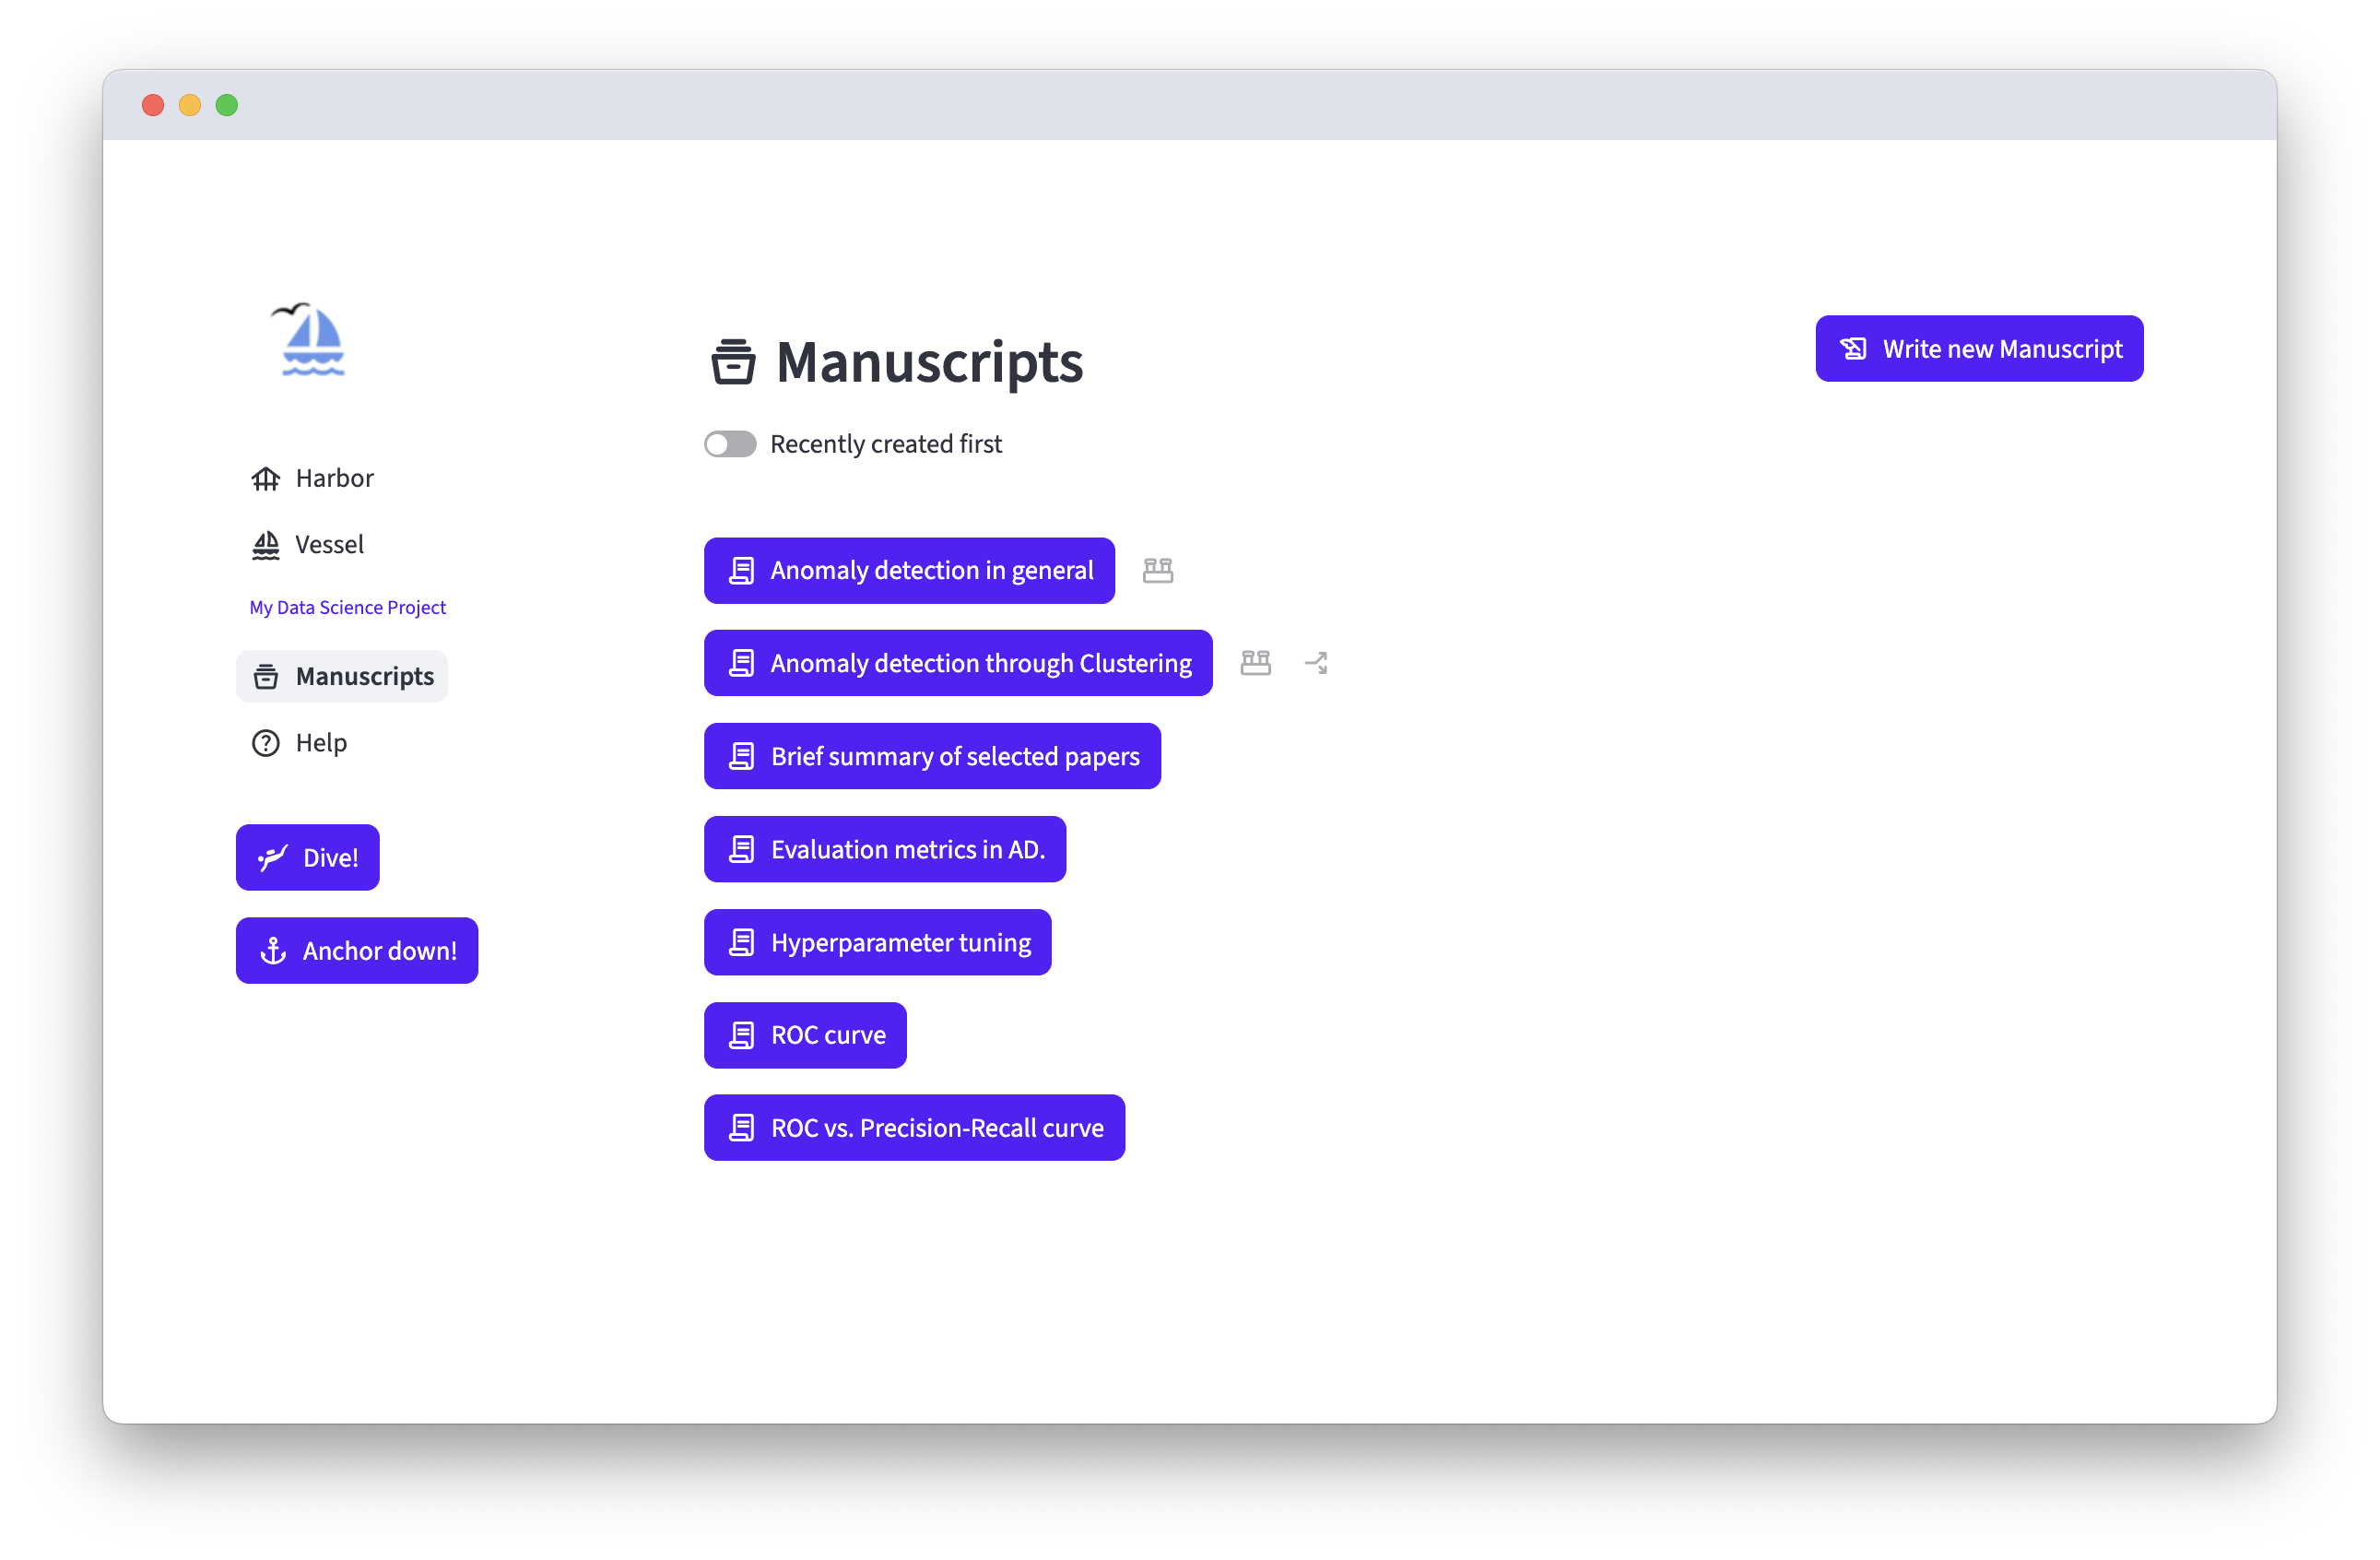 Harbor
Vessel
My Data Science Project
Manuscripts
Help
Dive!
Anchor down!
Manuscripts
Write new Manuscript
Recently created first
Anomaly detection in general
Anomaly detection through Clustering
Brief summary of selected papers
Evaluation metrics in AD.
Hyperparameter tuning
ROC curve
ROC vs. Precision-Recall curve